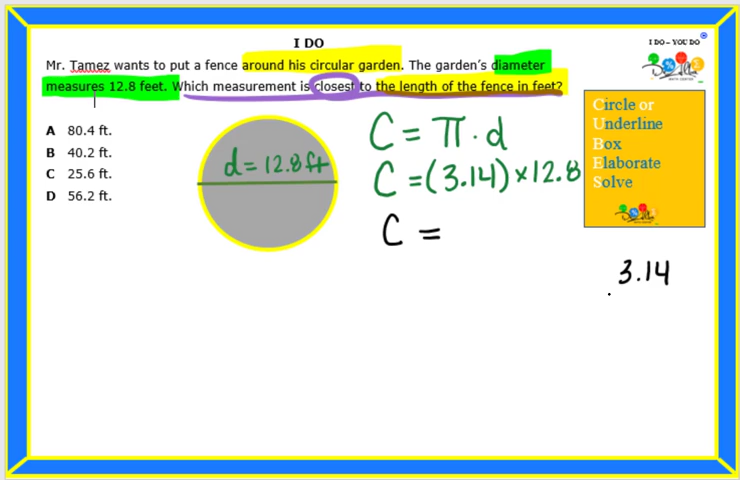 I DO
I DO – YOU DO
Mr. Tamez wants to put a fence around his circular garden. The garden's diameter
measures 12.8 feet. Which measurement is closest to the length of the fence in feet?
A 80.4 ft.
B 40.2 ft.
C 25.6 ft.
D 56.2 ft.
d = 12.8 ft
C = π · d
C = (3.14) × 12.8
C =
Circle or
Underline
Box
Elaborate
Solve
3.14